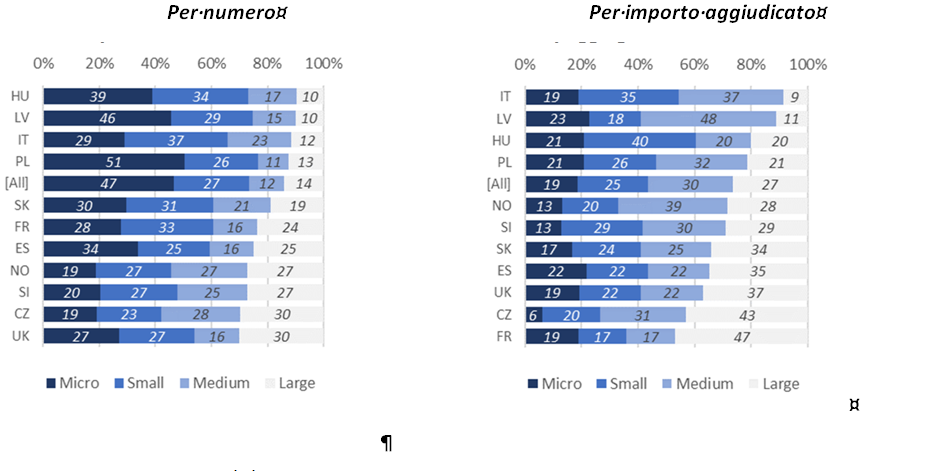 Per·numero¤
0% 20% 40% 60% 80% 100%
HU 39 34 17 10
LV 46 29 15 10
IT 29 37 23 12
PL 51 26 11 13
[All] 47 27 12 14
SK 30 31 21 19
FR 28 33 16 24
ES 34 25 16 25
NO 19 27 27 27
SI 20 27 25 27
CZ 19 23 28 30
UK 27 27 16 30
Micro Small Medium Large
Per·importo·aggiudicato¤
0% 20% 40% 60% 80% 100%
IT 19 35 37 9
LV 23 18 48 11
HU 21 40 20 20
PL 21 26 32 21
[All] 19 25 30 27
NO 13 20 39 28
SI 13 29 30 29
SK 17 24 25 34
ES 22 22 22 35
UK 19 22 22 37
CZ 6 20 31 43
FR 19 17 17 47
Micro Small Medium Large
¤
¶